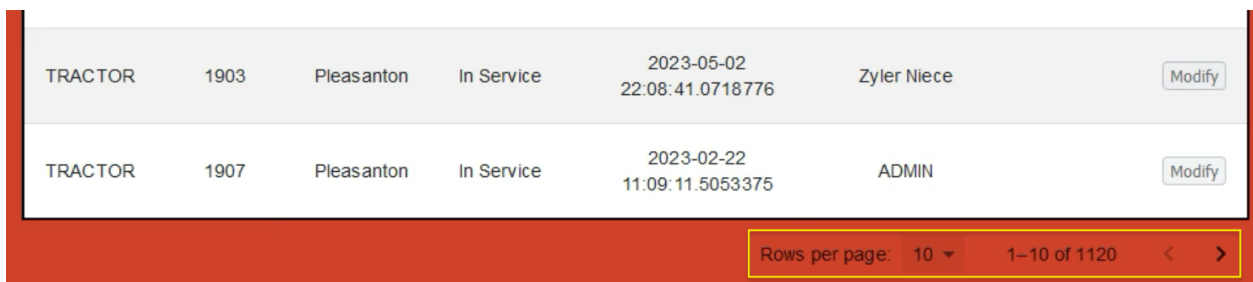 TRACTOR 1903 Pleasanton In Service 2023-05-02 22:08:41.0718776 Zyler Niece Modify
TRACTOR 1907 Pleasanton In Service 2023-02-22 11:09:11.5053375 ADMIN Modify
Rows per page: 10 1–10 of 1120